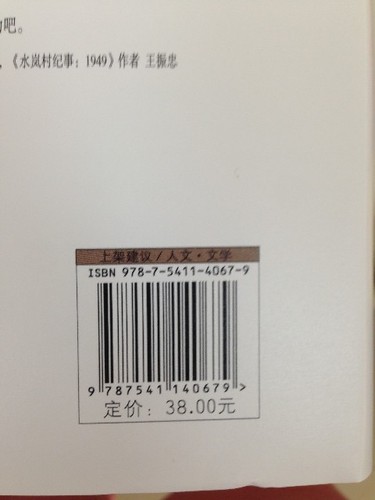 吧。
，《水岚村纪事：1949》作者 王振忠
上架建议/人文·文学
ISBN 978-7-5411-4067-9
9 787541 140679 >
定价：38.00元